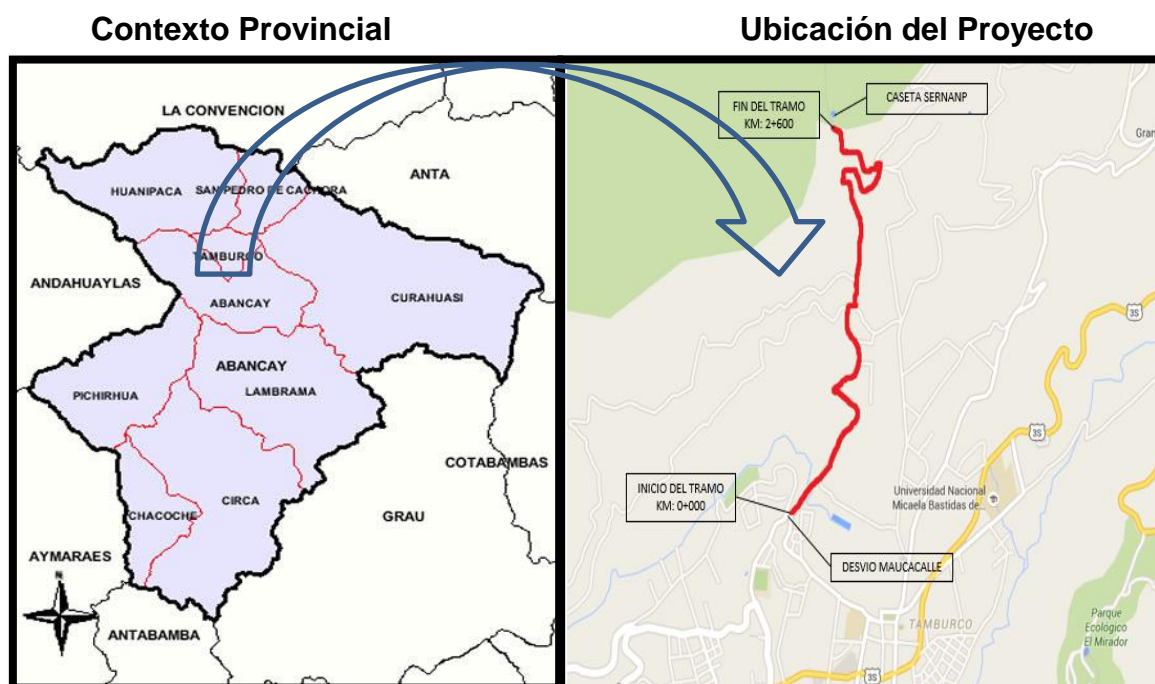 Contexto Provincial
Ubicación del Proyecto
LA CONVENCION
ANTA
HUANIPACA
SAN PEDRO DE CACHORA
TAMBURCO
ANDAHUAYLAS
ABANCAY
CURAHUASI
ABANCAY
PICHIRHUA
LAMBRAMA
COTABAMBAS
CIRCA
GRAU
CHACOCHE
AYMARAES
N
ANTABAMBA
FIN DEL TRAMO
KM: 2+600
CASETA SERNANP
Gran
3S
3S
INICIO DEL TRAMO
KM: 0+000
Universidad Nacional
Micaela Bastidas de...
DESVIO MAUCACALLE
TAMBURCO
Parque
Ecológico
El Mirador
3S